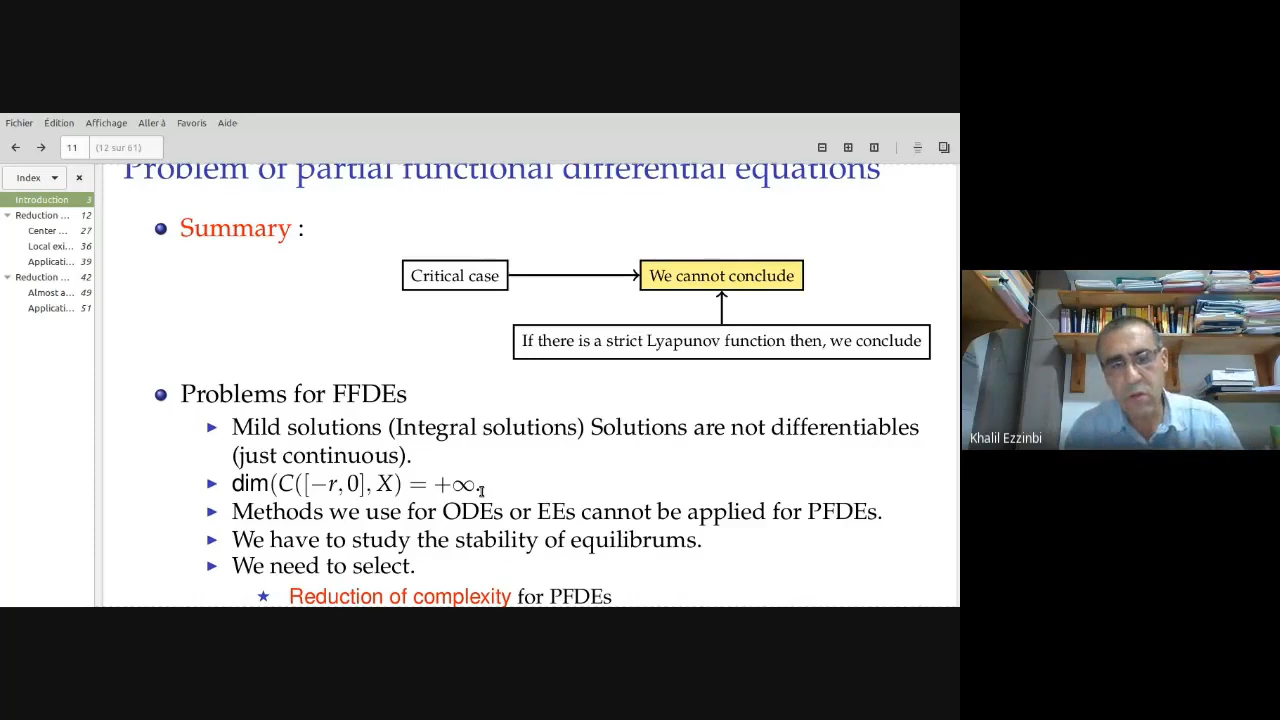 Fichier Édition Affichage Aller à Favoris Aide
11 (12 sur 61)
Index
Introduction 3
Reduction ... 12
Center ... 27
Local exi... 36
Applicati... 39
Reduction ... 42
Almost a... 49
Applicati... 51
Problem of partial functional differential equations
Summary :
Critical case
We cannot conclude
If there is a strict Lyapunov function then, we conclude
Problems for FFDEs
Mild solutions (Integral solutions) Solutions are not differentiables
(just continuous).
dim(C([−r, 0], X) = +∞.
Methods we use for ODEs or EEs cannot be applied for PFDEs.
We have to study the stability of equilibrums.
We need to select.
Reduction of complexity for PFDEs
Khalil Ezzinbi